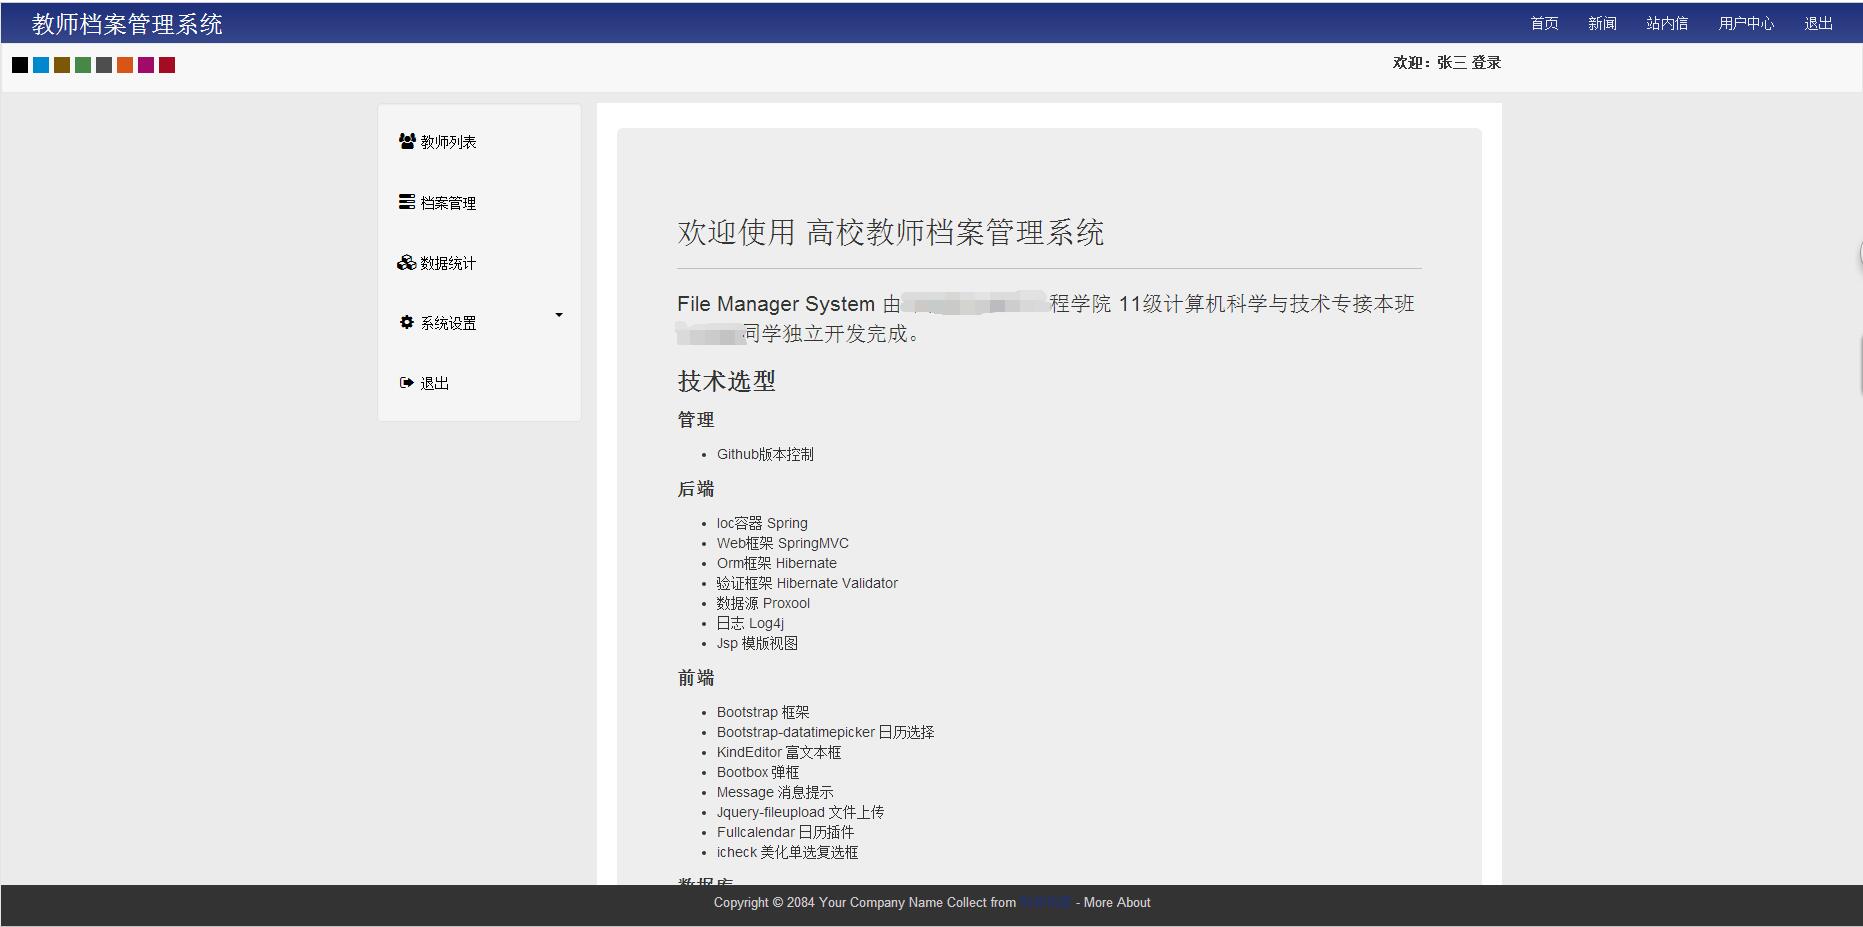 教师档案管理系统
首页 新闻 站内信 用户中心 退出
欢迎：张三 登录
教师列表
档案管理
数据统计
系统设置
退出
欢迎使用 高校教师档案管理系统
File Manager System 由程学院 11级计算机科学与技术专接本班
同学独立开发完成。
技术选型
管理
Github版本控制
后端
Ioc容器 Spring
Web框架 SpringMVC
Orm框架 Hibernate
验证框架 Hibernate Validator
数据源 Proxool
日志 Log4j
Jsp 模版视图
前端
Bootstrap 框架
Bootstrap-datatimepicker 日历选择
KindEditor 富文本框
Bootbox 弹框
Message 消息提示
Jquery-fileupload 文件上传
Fullcalendar 日历插件
icheck 美化单选复选框
数据库
Copyright © 2084 Your Company Name Collect from - More About